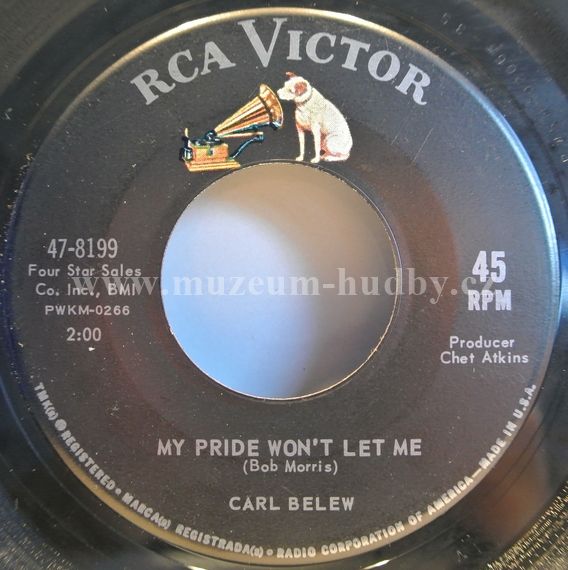 RCA VICTOR
47-8199
Four Star Sales
Co. Inc., BMI
PWKM-0266
2:00
45
RPM
Producer
Chet Atkins
www.muzeum-hudby.cz
MY PRIDE WON'T LET ME
(Bob Morris)
CARL BELEW
TMK(s) ® REGISTERED • MARCA(s) REGISTRADA(s) • RADIO CORPORATION OF AMERICA—MADE IN U.S.A.